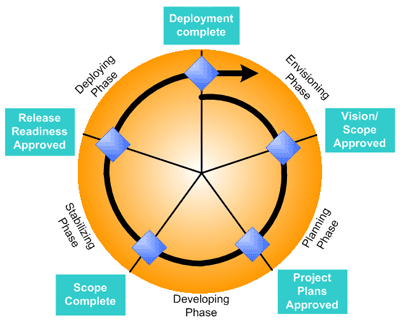 Deployment
complete
Envisioning
Phase
Vision/
Scope
Approved
Planning
Phase
Project
Plans
Approved
Developing
Phase
Scope
Complete
Stabilizing
Phase
Release
Readiness
Approved
Deploying
Phase